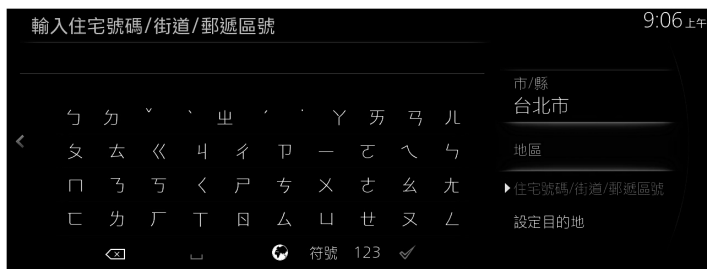 輸入住宅號碼/街道/郵遞區號
9:06上午
ㄅ ㄉ ˇ ˋ ㄓ ˊ ˙ ㄚ ㄞ ㄢ ㄦ
ㄆ ㄊ ㄍ ㄐ ㄔ ㄗ ㄧ ㄛ ㄟ ㄣ
ㄇ ㄋ ㄎ ㄑ ㄕ ㄘ ㄨ ㄜ ㄠ ㄤ
ㄈ ㄌ ㄏ ㄒ ㄖ ㄙ ㄩ ㄝ ㄡ ㄥ
符號 123
市/縣
台北市
地區
住宅號碼/街道/郵遞區號
設定目的地